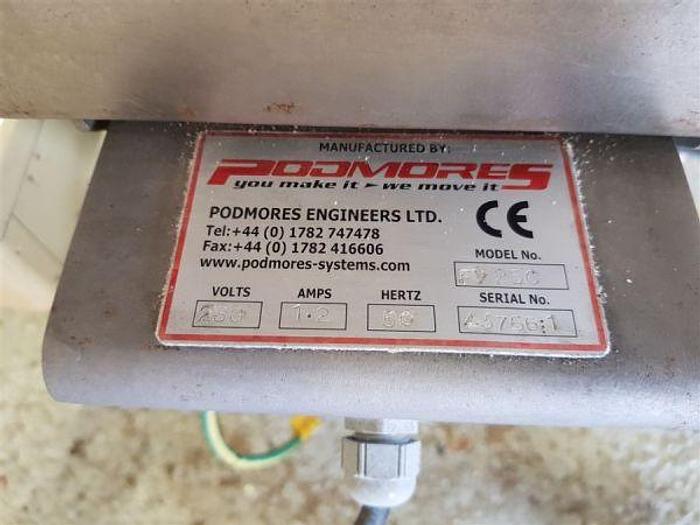 MANUFACTURED BY:
PODMORES
you make it - we move it
PODMORES ENGINEERS LTD.
Tel:+44 (0) 1782 747478
Fax:+44 (0) 1782 416606
www.podmores-systems.com
CE
MODEL No.
VOLTS AMPS HERTZ SERIAL No.
1.2 50